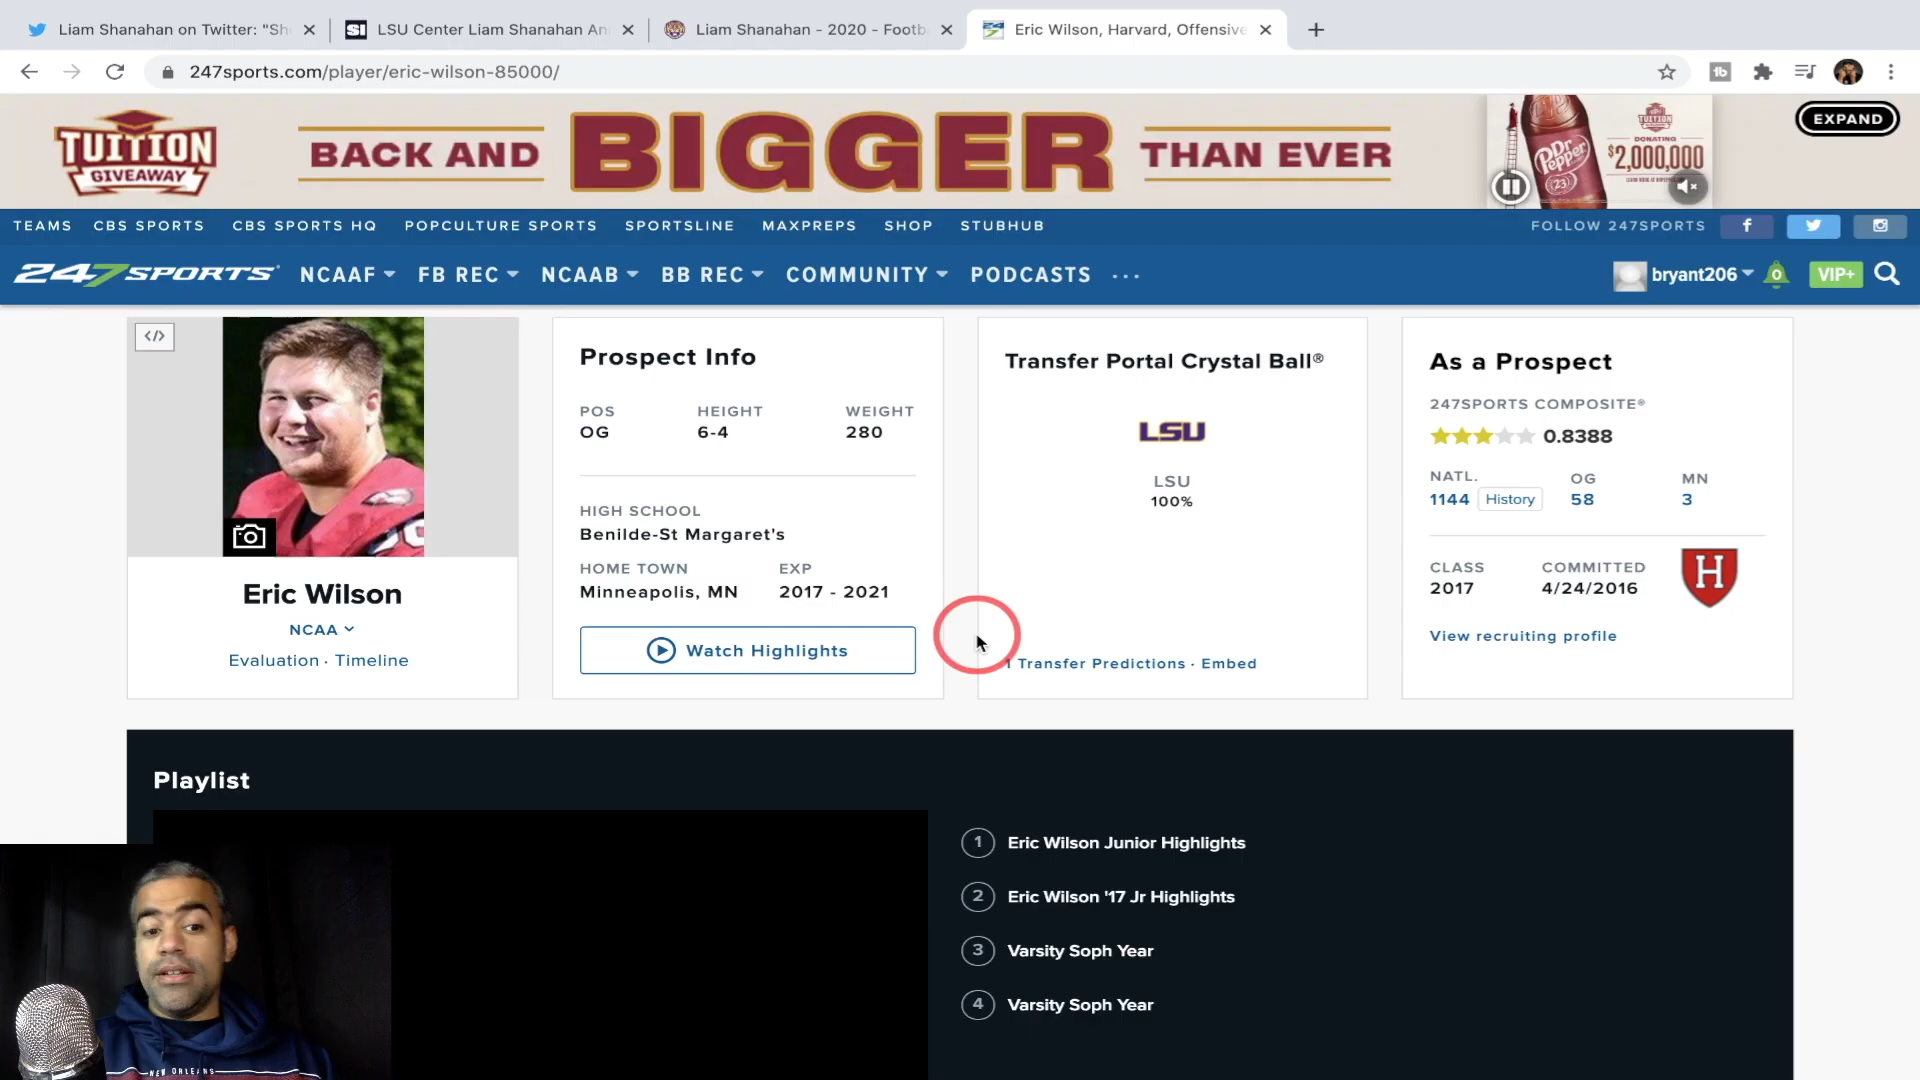 Liam Shanahan on Twitter: "Sh
LSU Center Liam Shanahan An
Liam Shanahan - 2020 - Footb
Eric Wilson, Harvard, Offensive
247sports.com/player/eric-wilson-85000/
TUITION
GIVEAWAY
BACK AND BIGGER THAN EVER
Dr Pepper
23
TUITION
DONATING
$2,000,000
EXPAND
TEAMS CBS SPORTS CBS SPORTS HQ POPCULTURE SPORTS SPORTSLINE MAXPREPS SHOP STUBHUB FOLLOW 247SPORTS
247SPORTS NCAAF FB REC NCAAB BB REC COMMUNITY PODCASTS ... bryant206 0 VIP+
</>
Eric Wilson
NCAA
Evaluation · Timeline
Prospect Info
POS HEIGHT WEIGHT
OG 6-4 280
HIGH SCHOOL
Benilde-St Margaret's
HOME TOWN EXP
Minneapolis, MN 2017 - 2021
Watch Highlights
Transfer Portal Crystal Ball®
LSU
LSU
100%
1 Transfer Predictions · Embed
As a Prospect
247SPORTS COMPOSITE®
0.8388
NATL. OG MN
1144 History 58 3
CLASS COMMITTED
2017 4/24/2016
H
View recruiting profile
Playlist
1 Eric Wilson Junior Highlights
2 Eric Wilson '17 Jr Highlights
3 Varsity Soph Year
4 Varsity Soph Year
NEW ORLEANS